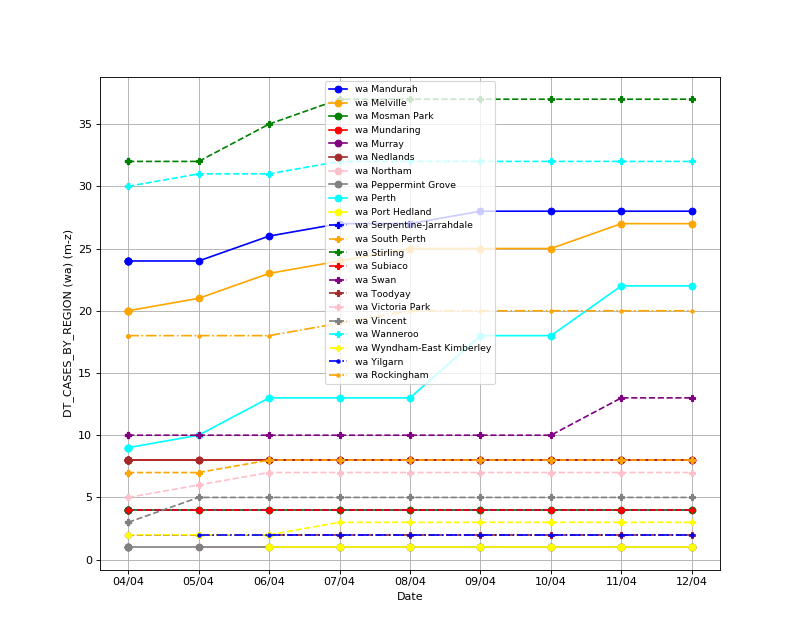 wa Mandurah
wa Melville
wa Mosman Park
wa Mundaring
wa Murray
wa Nedlands
wa Northam
wa Peppermint Grove
wa Perth
wa Port Hedland
wa Serpentine-Jarrahdale
wa South Perth
wa Stirling
wa Subiaco
wa Swan
wa Toodyay
wa Victoria Park
wa Vincent
wa Wanneroo
wa Wyndham-East Kimberley
wa Yilgarn
wa Rockingham
DT_CASES_BY_REGION (wa) (m-z)
35
30
25
20
15
10
5
0
04/04 05/04 06/04 07/04 08/04 09/04 10/04 11/04 12/04
Date